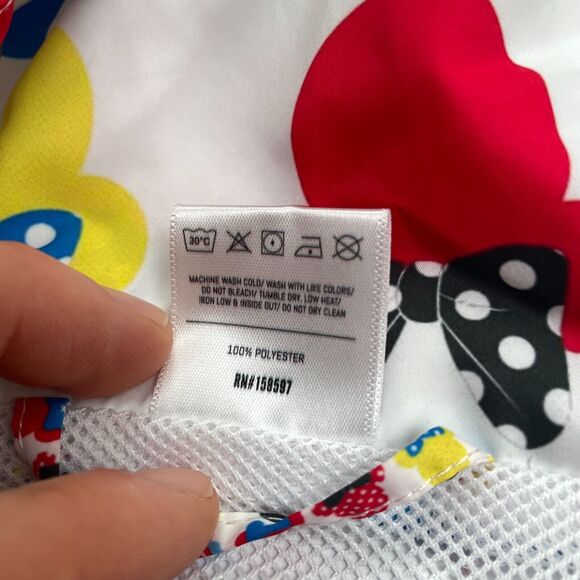 30°C
MACHINE WASH COLD/ WASH WITH LIKE COLORS/
DO NOT BLEACH/ TUMBLE DRY, LOW HEAT/
IRON LOW & INSIDE OUT/ DO NOT DRY CLEAN
100% POLYESTER
RN#158597